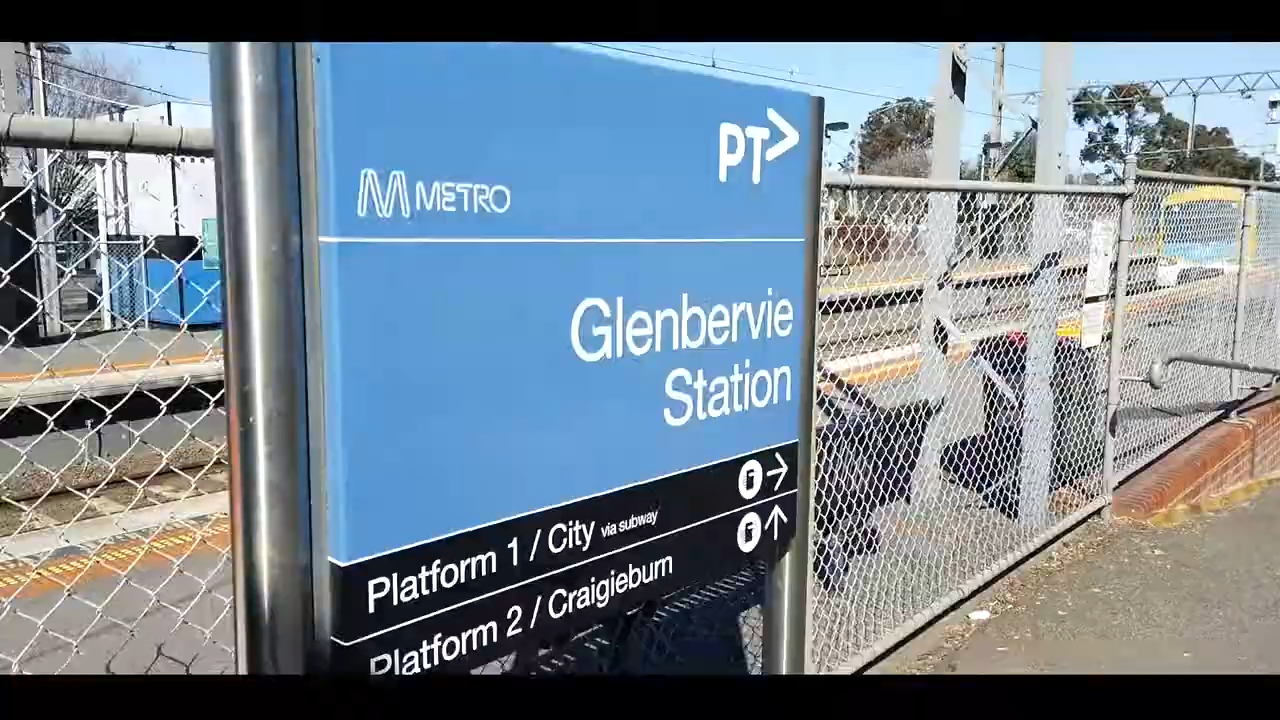 PT>
METRO
Glenbervie
Station
Platform 1 / City via subway
Platform 2 / Craigieburn